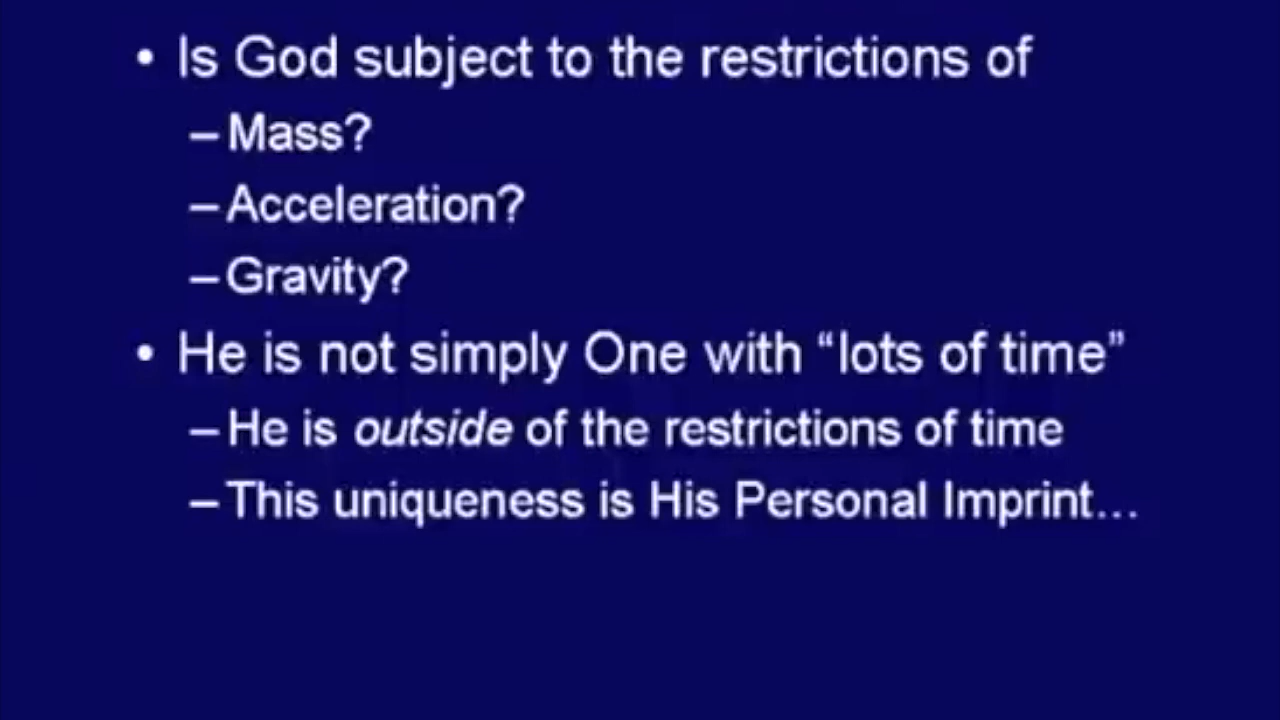 • Is God subject to the restrictions of
– Mass?
– Acceleration?
– Gravity?
• He is not simply One with “lots of time”
– He is outside of the restrictions of time
– This uniqueness is His Personal Imprint…